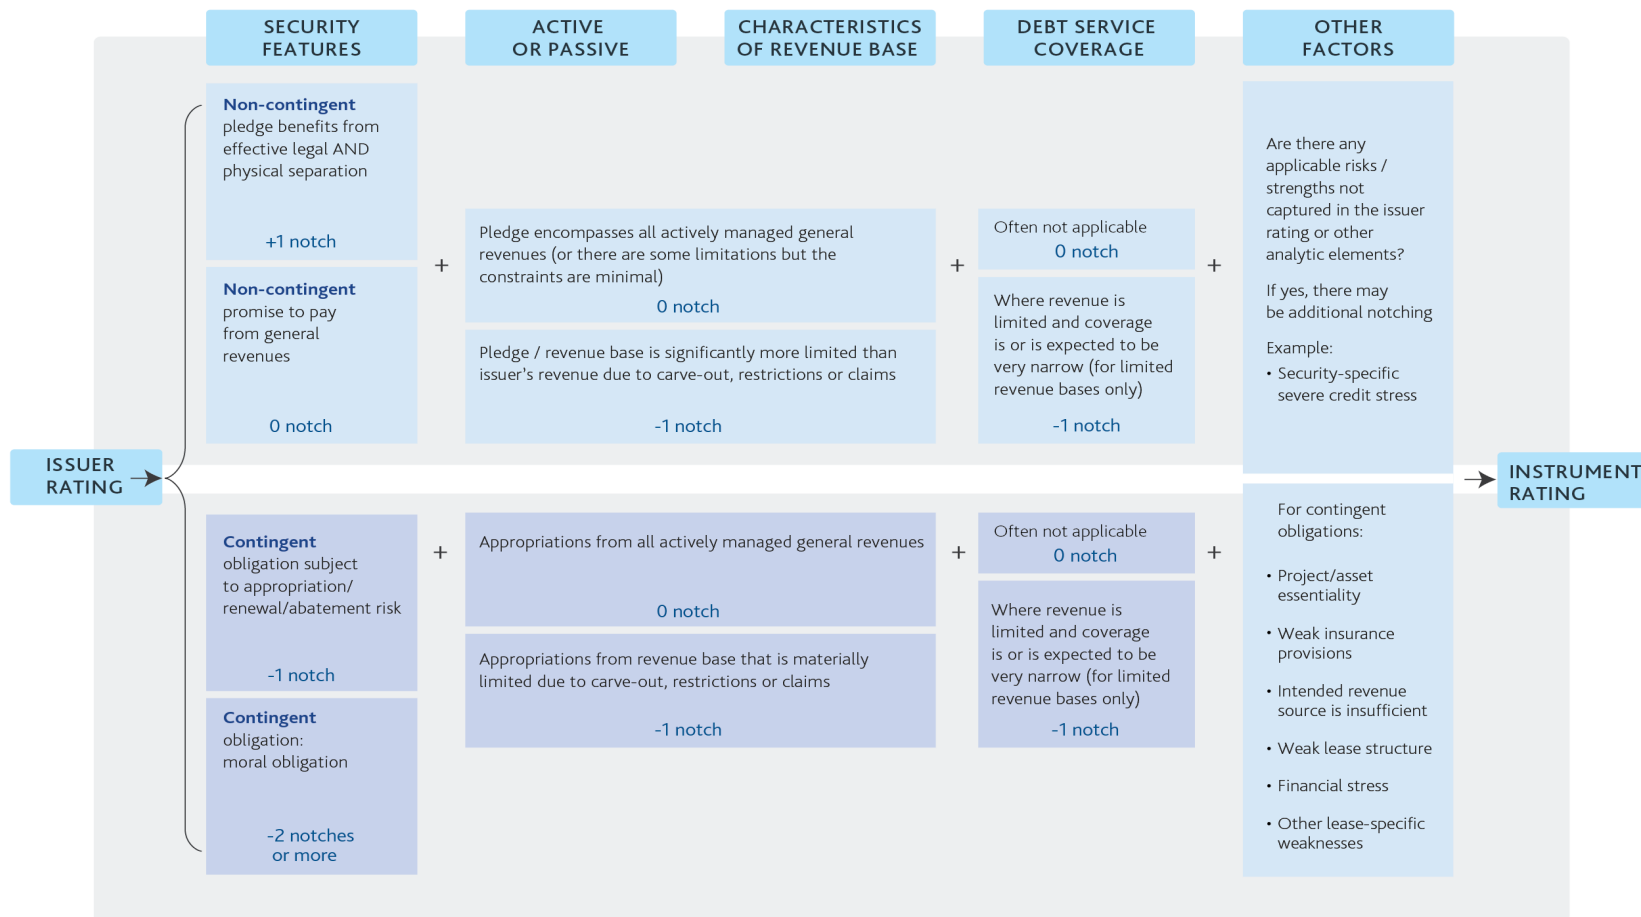 SECURITY
FEATURES
ACTIVE
OR PASSIVE
CHARACTERISTICS
OF REVENUE BASE
DEBT SERVICE
COVERAGE
OTHER
FACTORS
ISSUER
RATING
Non-contingent
pledge benefits from
effective legal AND
physical separation
+1 notch
Non-contingent
promise to pay
from general
revenues
0 notch
+
Pledge encompasses all actively managed general
revenues (or there are some limitations but the
constraints are minimal)
0 notch
Pledge / revenue base is significantly more limited than
issuer's revenue due to carve-out, restrictions or claims
-1 notch
+
Often not applicable
0 notch
Where revenue is
limited and coverage
is or is expected to be
very narrow (for limited
revenue bases only)
-1 notch
+
Are there any
applicable risks /
strengths not
captured in the issuer
rating or other
analytic elements?
If yes, there may
be additional notching
Example:
• Security-specific
severe credit stress
Contingent
obligation subject
to appropriation/
renewal/abatement risk
-1 notch
Contingent
obligation:
moral obligation
-2 notches
or more
+
Appropriations from all actively managed general revenues
0 notch
Appropriations from revenue base that is materially
limited due to carve-out, restrictions or claims
-1 notch
+
Often not applicable
0 notch
Where revenue is
limited and coverage
is or is expected to be
very narrow (for limited
revenue bases only)
-1 notch
+
For contingent
obligations:
• Project/asset
essentiality
• Weak insurance
provisions
• Intended revenue
source is insufficient
• Weak lease structure
• Financial stress
• Other lease-specific
weaknesses
INSTRUMENT
RATING